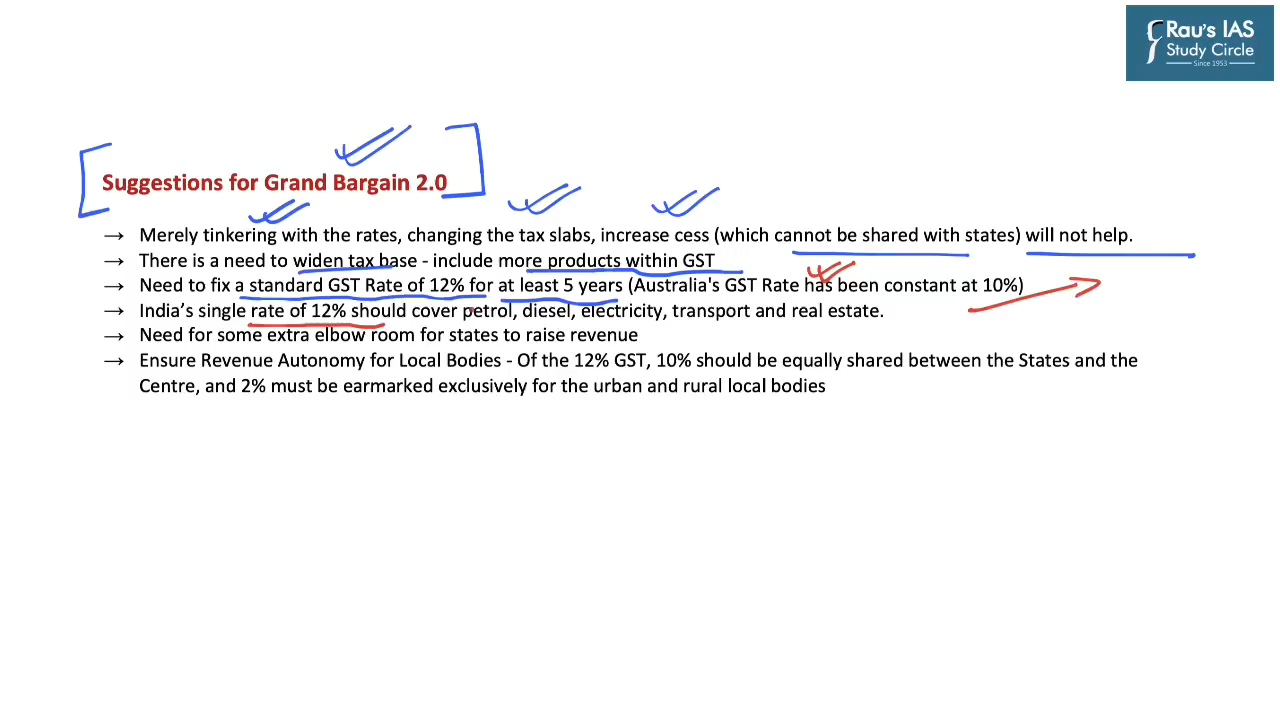 Rau's IAS
Study Circle
Since 1953
Suggestions for Grand Bargain 2.0
→ Merely tinkering with the rates, changing the tax slabs, increase cess (which cannot be shared with states) will not help.
→ There is a need to widen tax base - include more products within GST
→ Need to fix a standard GST Rate of 12% for at least 5 years (Australia's GST Rate has been constant at 10%)
→ India's single rate of 12% should cover petrol, diesel, electricity, transport and real estate.
→ Need for some extra elbow room for states to raise revenue
→ Ensure Revenue Autonomy for Local Bodies - Of the 12% GST, 10% should be equally shared between the States and the
Centre, and 2% must be earmarked exclusively for the urban and rural local bodies